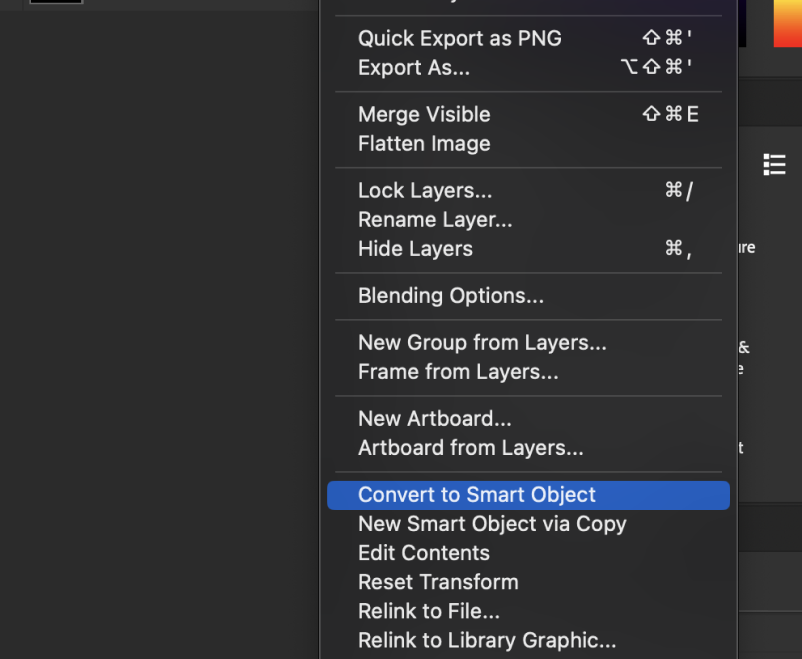 Quick Export as PNG ⇧⌘'
Export As... ⌥⇧⌘'
Merge Visible ⇧⌘E
Flatten Image
Lock Layers... ⌘/
Rename Layer...
Hide Layers ⌘,
Blending Options...
New Group from Layers...
Frame from Layers...
&
New Artboard...
Artboard from Layers...
Convert to Smart Object
New Smart Object via Copy
Edit Contents
Reset Transform
Relink to File...
Relink to Library Graphic...